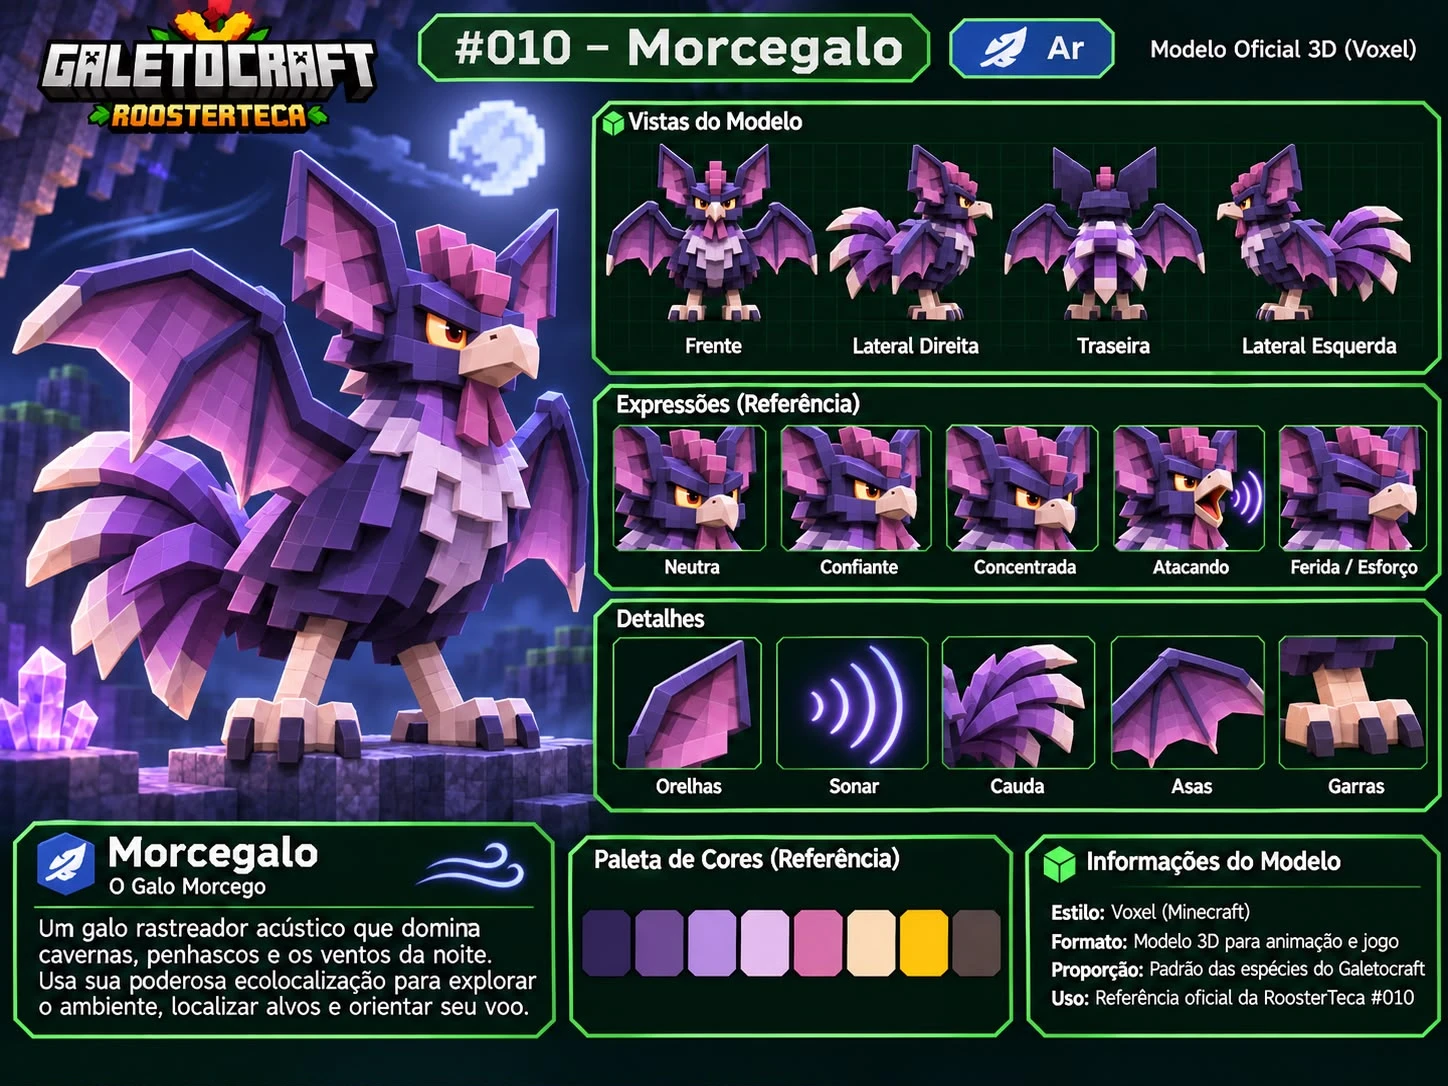 GALETOCRAFT
ROOSTERTECA
#010 – Morcegalo
Ar
Modelo Oficial 3D (Voxel)
Vistas do Modelo
Frente
Lateral Direita
Traseira
Lateral Esquerda
Expressões (Referência)
Neutra
Confiante
Concentrada
Atacando
Ferida / Esforço
Detalhes
Orelhas
Sonar
Cauda
Asas
Garras
Morcegalo
O Galo Morcego
Um galo rastreador acústico que domina
cavernas, penhascos e os ventos da noite.
Usa sua poderosa ecolocalização para explorar
o ambiente, localizar alvos e orientar seu voo.
Paleta de Cores (Referência)
Informações do Modelo
Estilo: Voxel (Minecraft)
Formato: Modelo 3D para animação e jogo
Proporção: Padrão das espécies do Galetocraft
Uso: Referência oficial da RoosterTeca #010